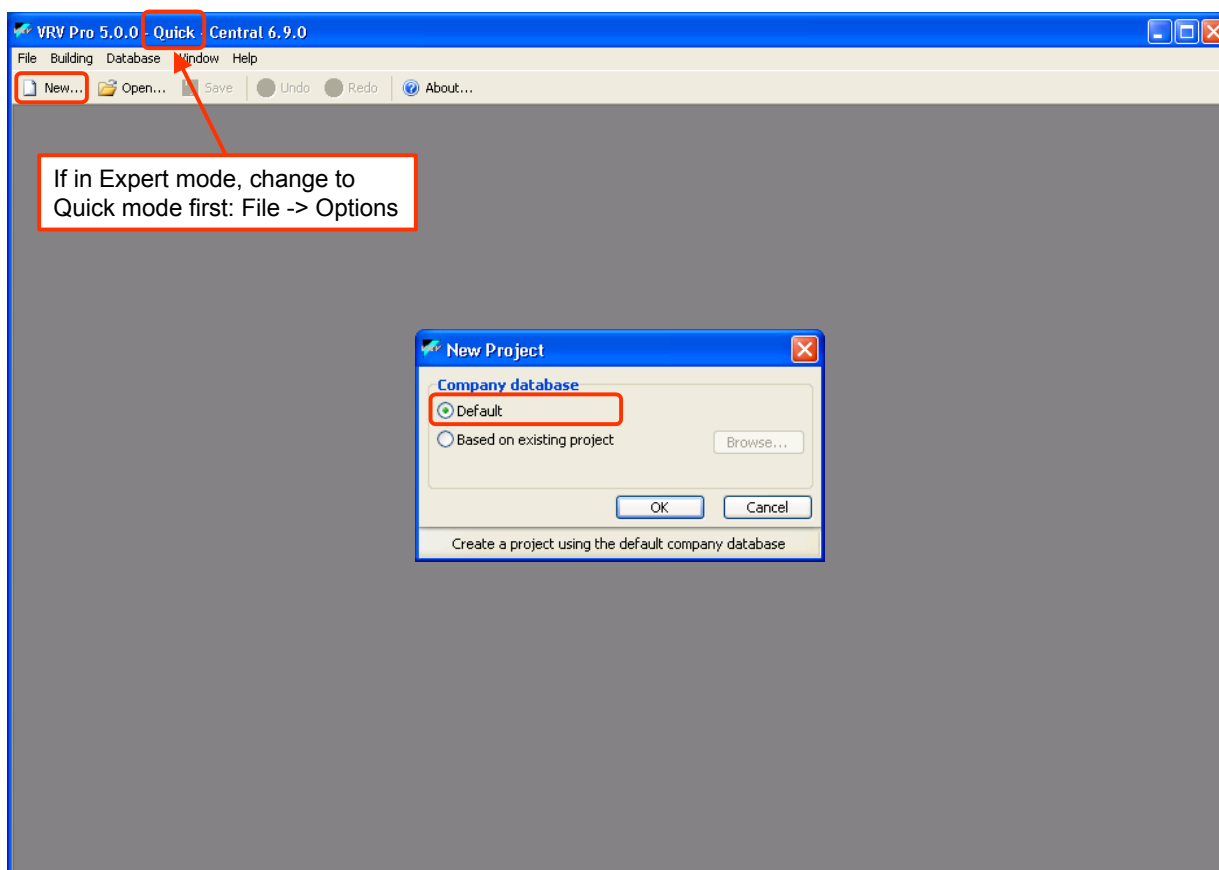 VRV Pro 5.0.0 - Quick - Central 6.9.0
File Building Database Window Help
New... Open... Save Undo Redo About...
If in Expert mode, change to
Quick mode first: File -> Options
New Project
Company database
Default
Based on existing project Browse...
OK Cancel
Create a project using the default company database